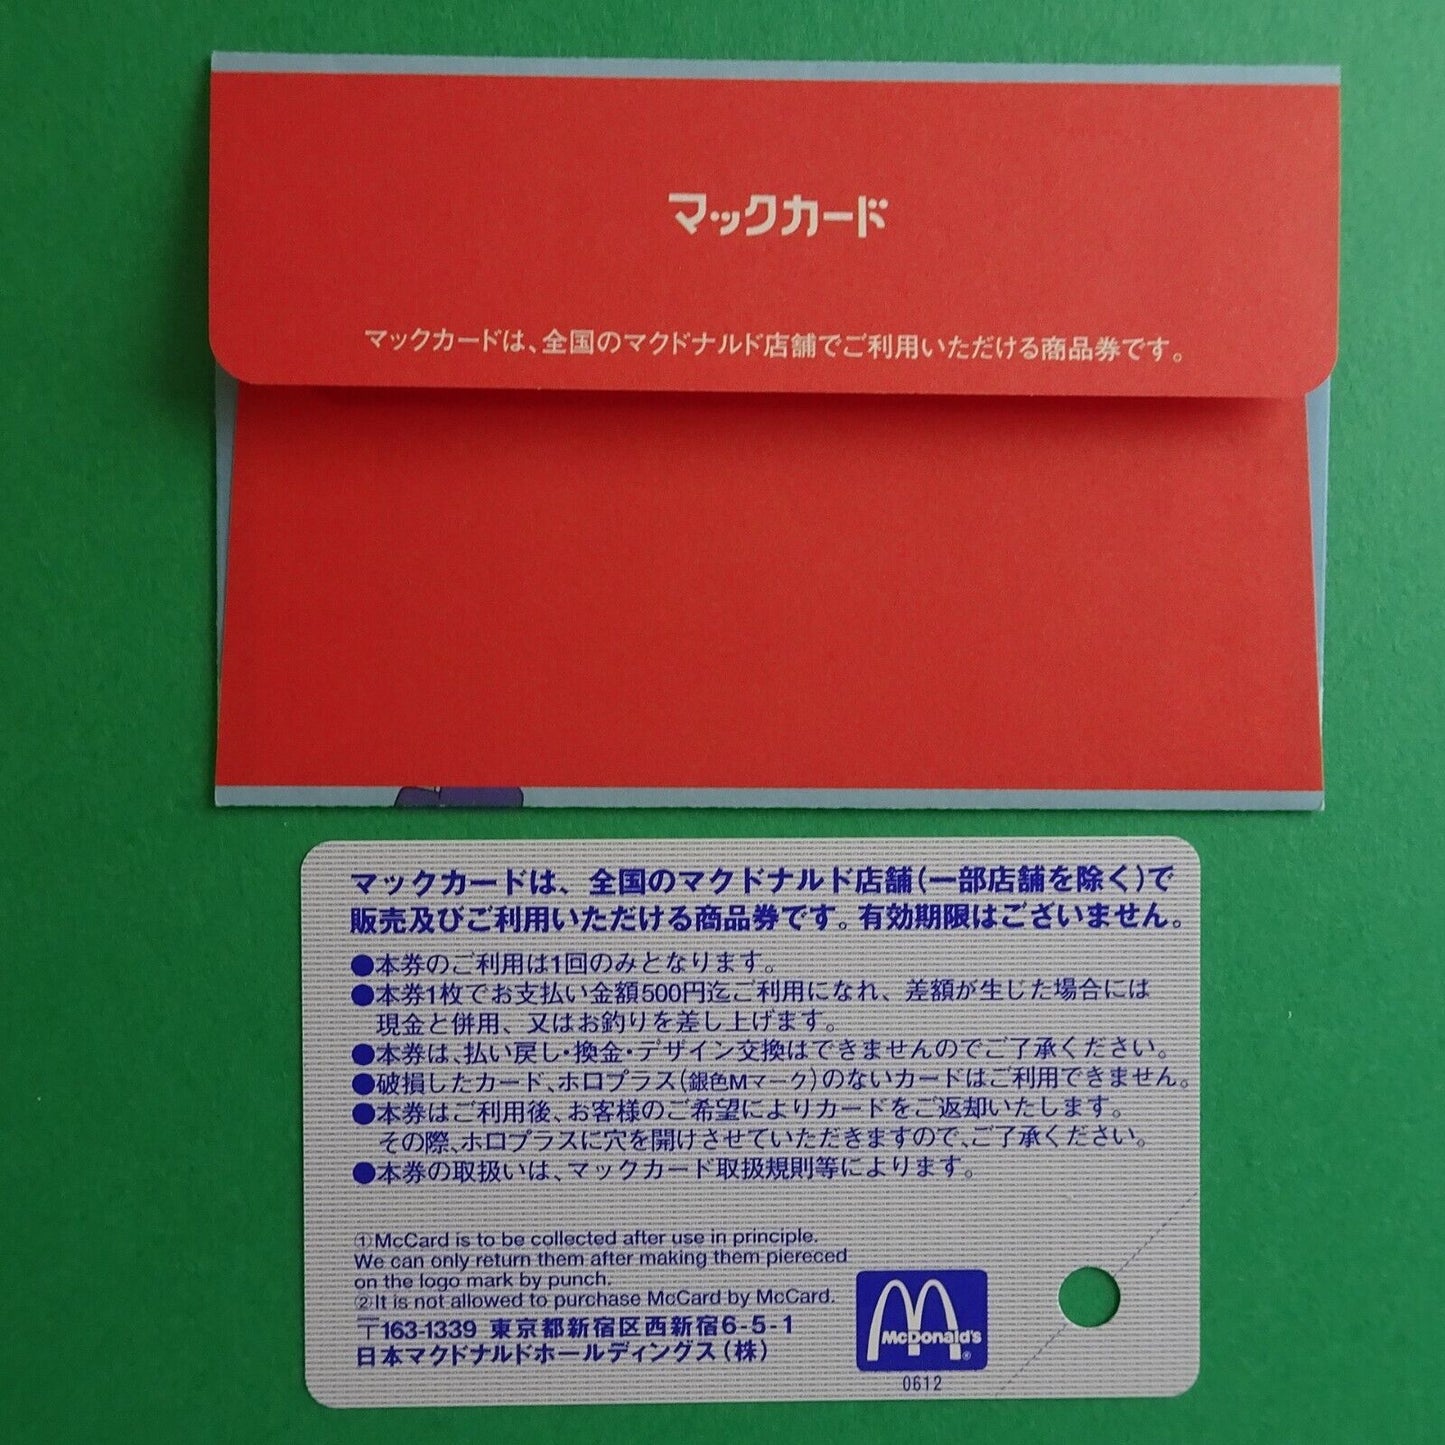 マックカード
マックカードは、全国のマクドナルド店舗でご利用いただける商品券です。
マックカードは、全国のマクドナルド店舗(一部店舗を除く)で
販売及びご利用いただける商品券です。有効期限はございません。
●本券のご利用は1回のみとなります。
●本券1枚でお支払い金額500円迄ご利用になれ、差額が生じた場合には
現金と併用、又はお釣りを差し上げます。
●本券は、払い戻し・換金・デザイン交換はできませんのでご了承ください。
●破損したカード、ホロプラス(銀色Mマーク)のないカードはご利用できません。
●本券はご利用後、お客様のご希望によりカードをご返却いたします。
その際、ホロプラスに穴を開けさせていただきますので、ご了承ください。
●本券の取扱いは、マックカード取扱規則等によります。
①McCard is to be collected after use in principle.
We can only return them after making them piereced
on the logo mark by punch.
②It is not allowed to purchase McCard by McCard.
〒163-1339 東京都新宿区西新宿6-5-1
日本マクドナルドホールディングス(株)
McDonald's
®
0612